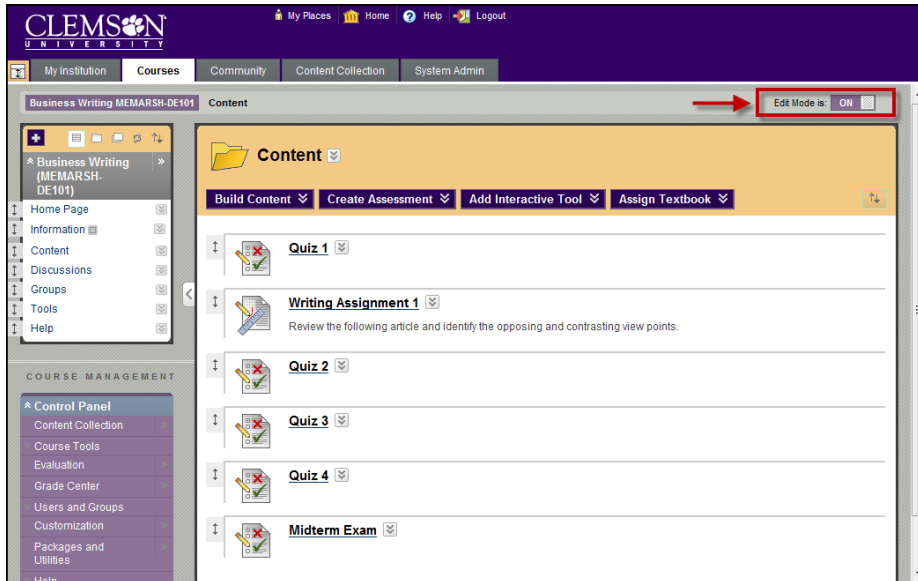 CLEMSON
UNIVERSITY
My Places Home Help Logout
My Institution Courses Community Content Collection System Admin
Business Writing MEMARSH-DE101 Content
Edit Mode is: ON
Business Writing
(MEMARSH-
DE101)
Home Page
Information
Content
Discussions
Groups
Tools
Help
COURSE MANAGEMENT
Control Panel
Content Collection
Course Tools
Evaluation
Grade Center
Users and Groups
Customization
Packages and
Utilities
Help
Content
Build Content Create Assessment Add Interactive Tool Assign Textbook
Quiz 1
Writing Assignment 1
Review the following article and identify the opposing and contrasting view points.
Quiz 2
Quiz 3
Quiz 4
Midterm Exam